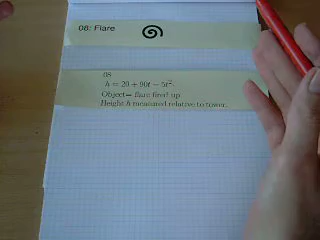 08: Flare
08
h = 20 + 90t − 5t².
Object = flare fired up
Height h measured relative to tower.